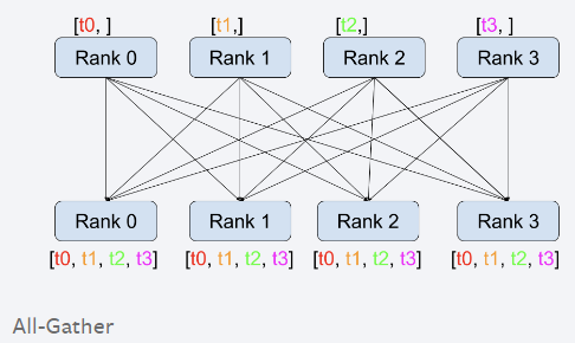 [t0, ] [t1,] [t2,] [t3, ]
Rank 0 Rank 1 Rank 2 Rank 3
Rank 0 Rank 1 Rank 2 Rank 3
[t0, t1, t2, t3] [t0, t1, t2, t3] [t0, t1, t2, t3] [t0, t1, t2, t3]
All-Gather